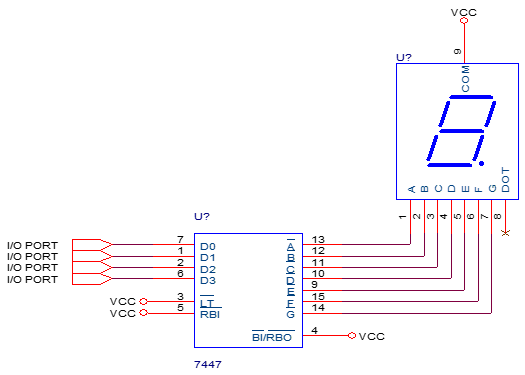 VCC
9
U?
COM
A B C D E F G DOT
1 2 3 4 5 6 7 8
U?
I/O PORT 7 D0 A 13
I/O PORT 1 D1 B 12
I/O PORT 2 D2 C 11
I/O PORT 6 D3 D 10
E 9
VCC 3 LT F 15
VCC 5 RBI G 14
BI/RBO 4 VCC
7447